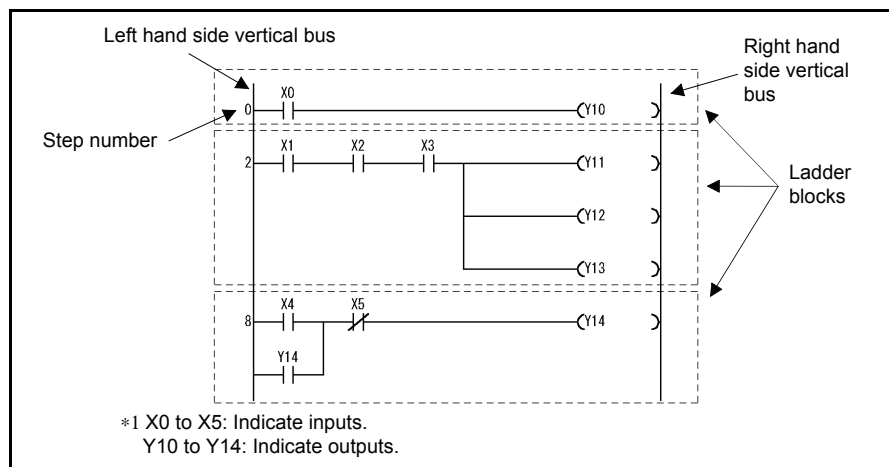 Left hand side vertical bus
Right hand
side vertical
bus
X0
0
Y10
Step number
X1 X2 X3
2
Y11
Ladder
blocks
Y12
Y13
X4 X5
8
Y14
Y14
*1 X0 to X5: Indicate inputs.
Y10 to Y14: Indicate outputs.